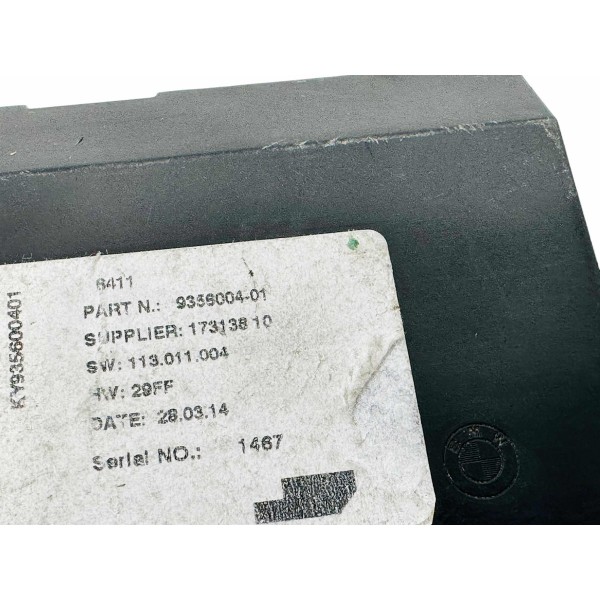 KY935600401
6411
PART N.: 9356004-01
SUPPLIER: 17313810
SW: 113.011.004
HW: 29FF
DATE: 28.03.14
Serial NO.: 1467
BMW